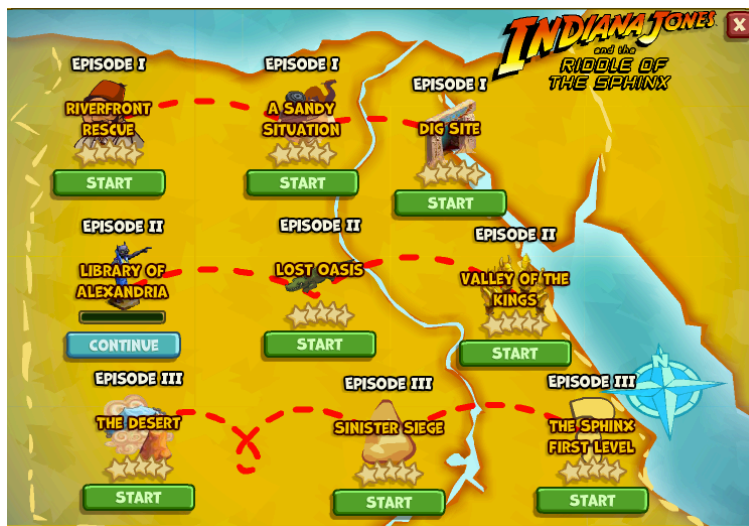 INDIANA JONES
and the
RIDDLE OF
THE SPHINX
X
EPISODE I
RIVERFRONT
RESCUE
START
EPISODE I
A SANDY
SITUATION
START
EPISODE I
DIG SITE
START
EPISODE II
LIBRARY OF
ALEXANDRIA
CONTINUE
EPISODE II
LOST OASIS
START
EPISODE II
VALLEY OF THE
KINGS
START
N
EPISODE III
THE DESERT
START
EPISODE III
SINISTER SIEGE
START
EPISODE III
THE SPHINX
FIRST LEVEL
START